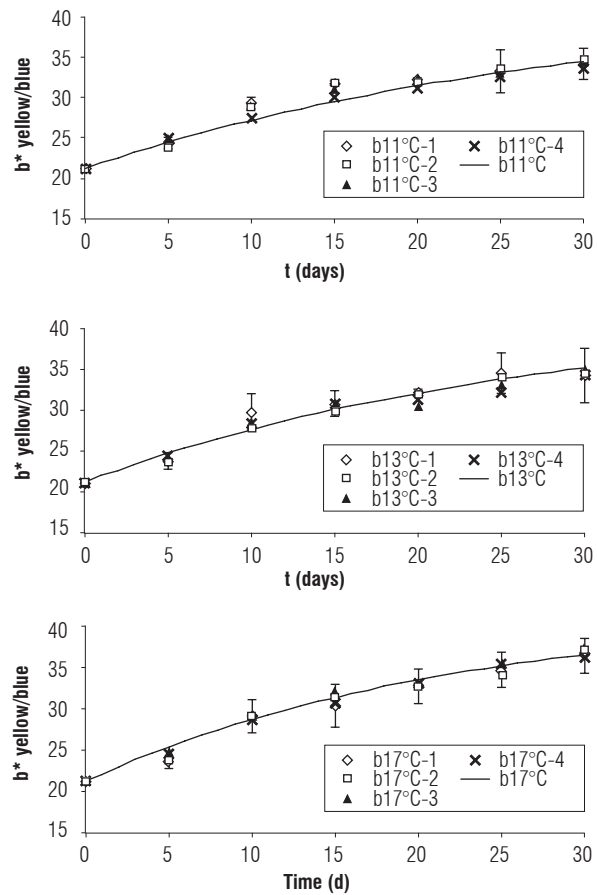 40
35
30
25
20
15
b* yellow/blue
b11°C-1
b11°C-4
b11°C-2
b11°C
b11°C-3
0 5 10 15 20 25 30
t (days)
40
35
30
25
20
15
b* yellow/blue
b13°C-1
b13°C-4
b13°C-2
b13°C
b13°C-3
0 5 10 15 20 25 30
t (days)
40
35
30
25
20
15
b* yellow/blue
b17°C-1
b17°C-4
b17°C-2
b17°C
b17°C-3
0 5 10 15 20 25 30
Time (d)